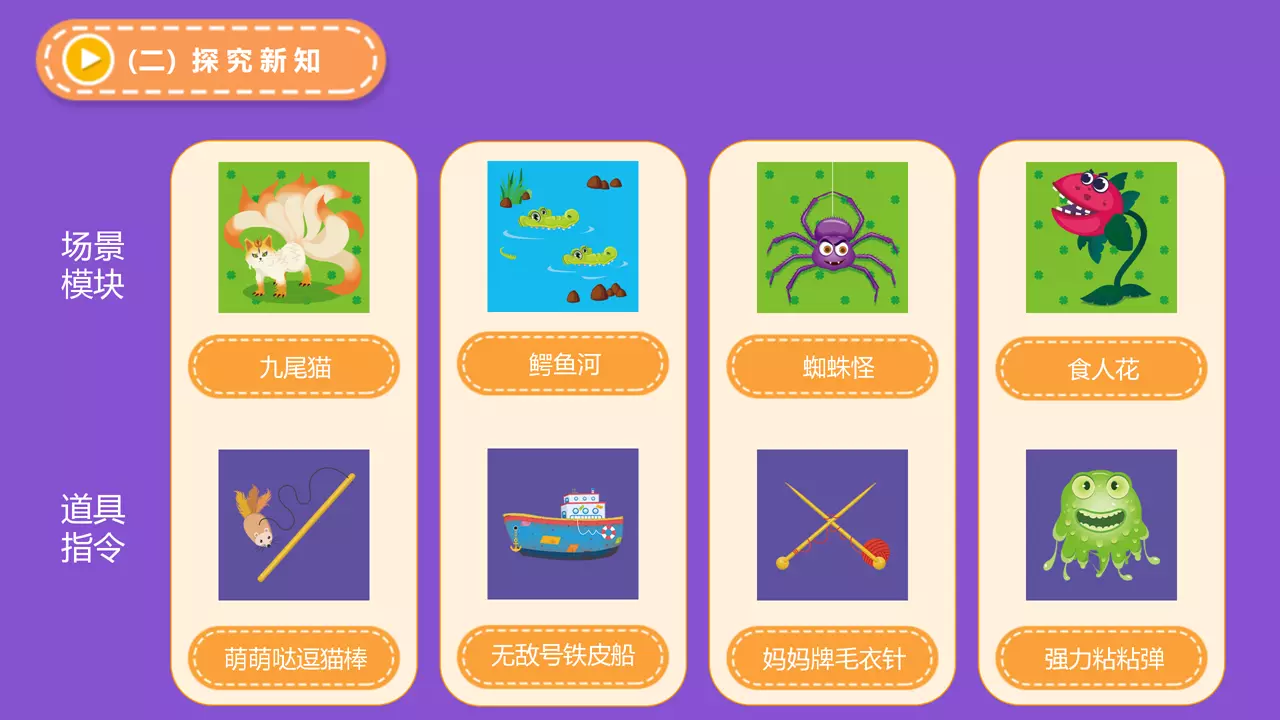 (二) 探究新知
场景
模块
九尾猫
鳄鱼河
蜘蛛怪
食人花
道具
指令
萌萌哒逗猫棒
无敌号铁皮船
妈妈牌毛衣针
强力粘粘弹